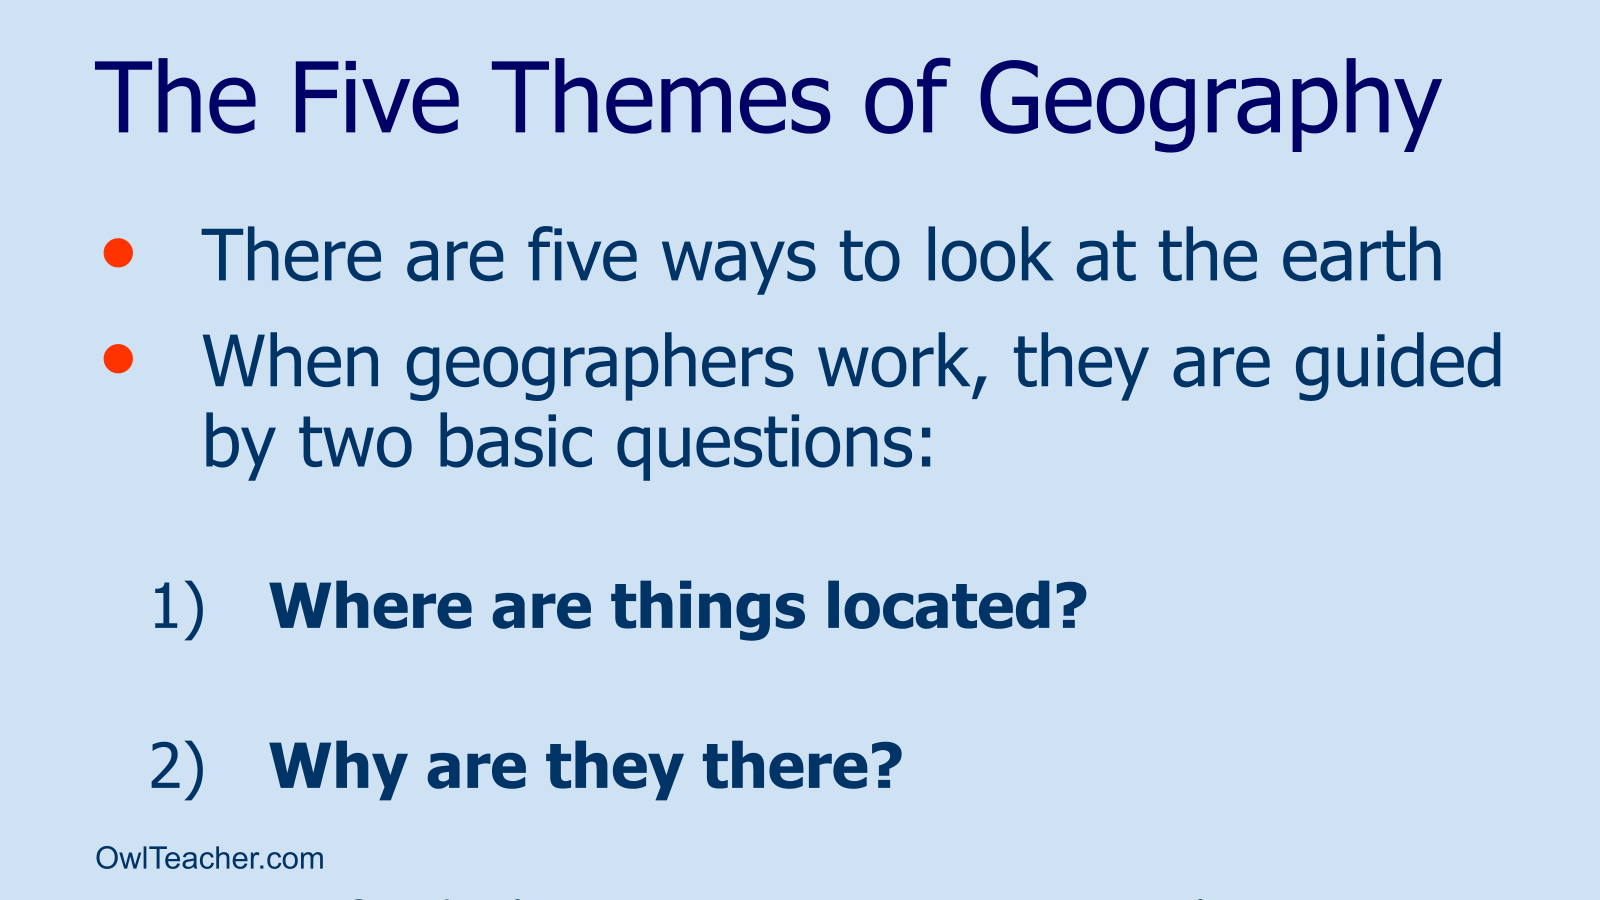 The Five Themes of Geography
• There are five ways to look at the earth
• When geographers work, they are guided
by two basic questions:
1) Where are things located?
2) Why are they there?
OwlTeacher.com